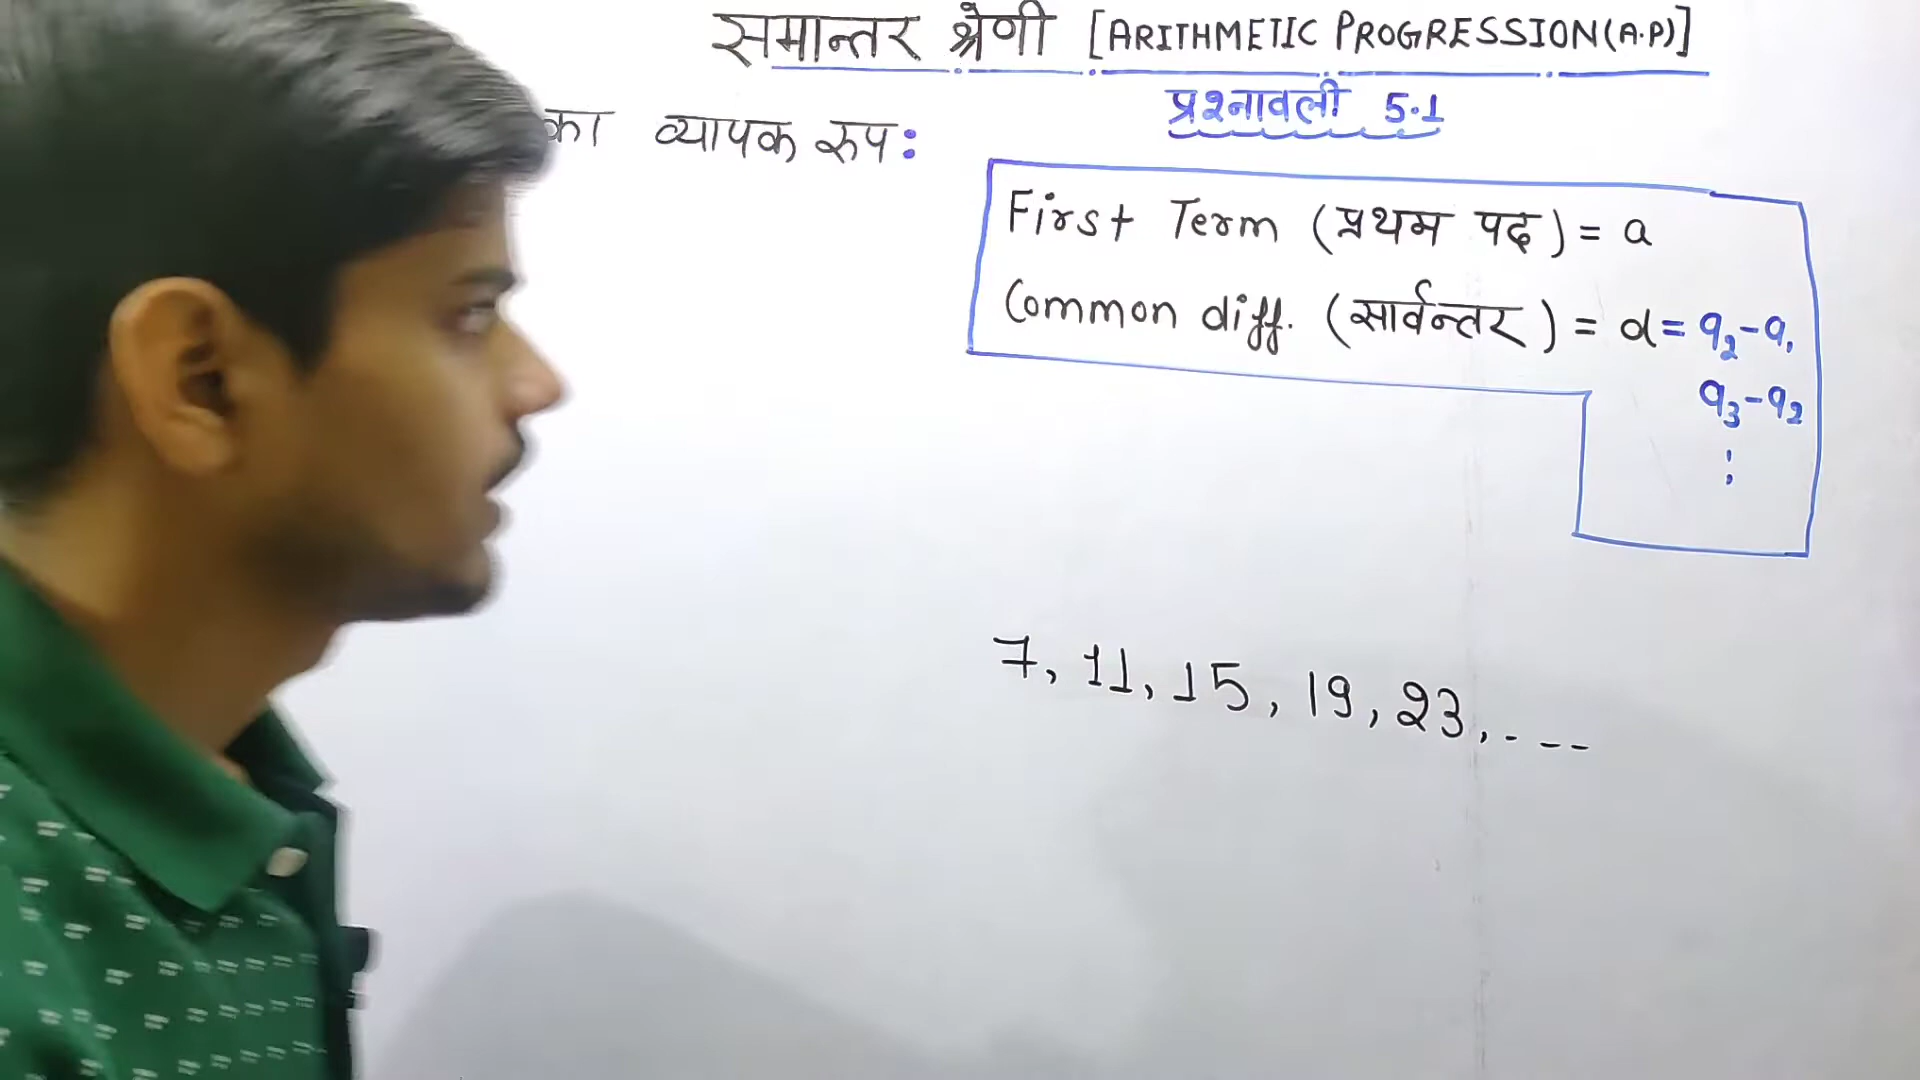 समान्तर श्रेणी [ARITHMETIC PROGRESSION(A.P)]
प्रश्नावली 5.1
का व्यापक रुप:
First Term (प्रथम पद) = a
Common diff. (सार्वन्तर) = d = a₂-a₁
a₃-a₂
7, 11, 15, 19, 23, . - - -